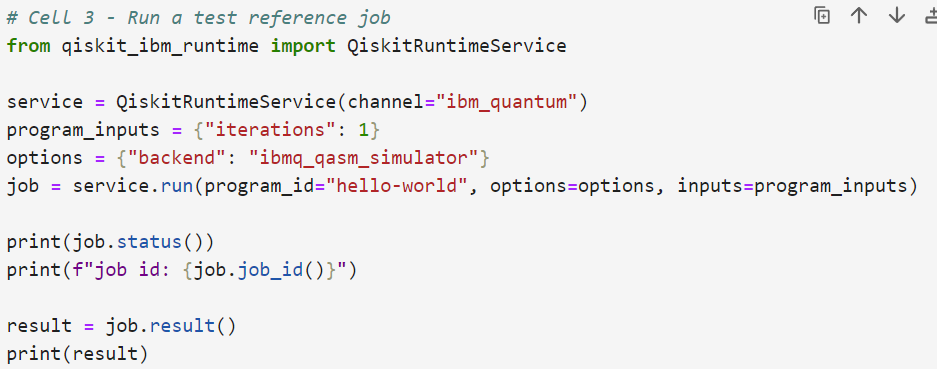 # Cell 3 - Run a test reference job
from qiskit_ibm_runtime import QiskitRuntimeService
service = QiskitRuntimeService(channel="ibm_quantum")
program_inputs = {"iterations": 1}
options = {"backend": "ibmq_qasm_simulator"}
job = service.run(program_id="hello-world", options=options, inputs=program_inputs)
print(job.status())
print(f"job id: {job.job_id()}")
result = job.result()
print(result)